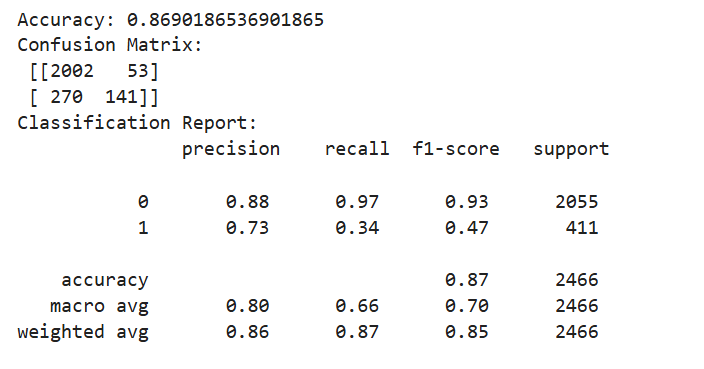 Accuracy: 0.8690186536901865
Confusion Matrix:
[[2002   53]
[ 270  141]]
Classification Report:
precision    recall  f1-score   support
0       0.88      0.97      0.93      2055
1       0.73      0.34      0.47       411
accuracy                           0.87      2466
macro avg       0.80      0.66      0.70      2466
weighted avg       0.86      0.87      0.85      2466